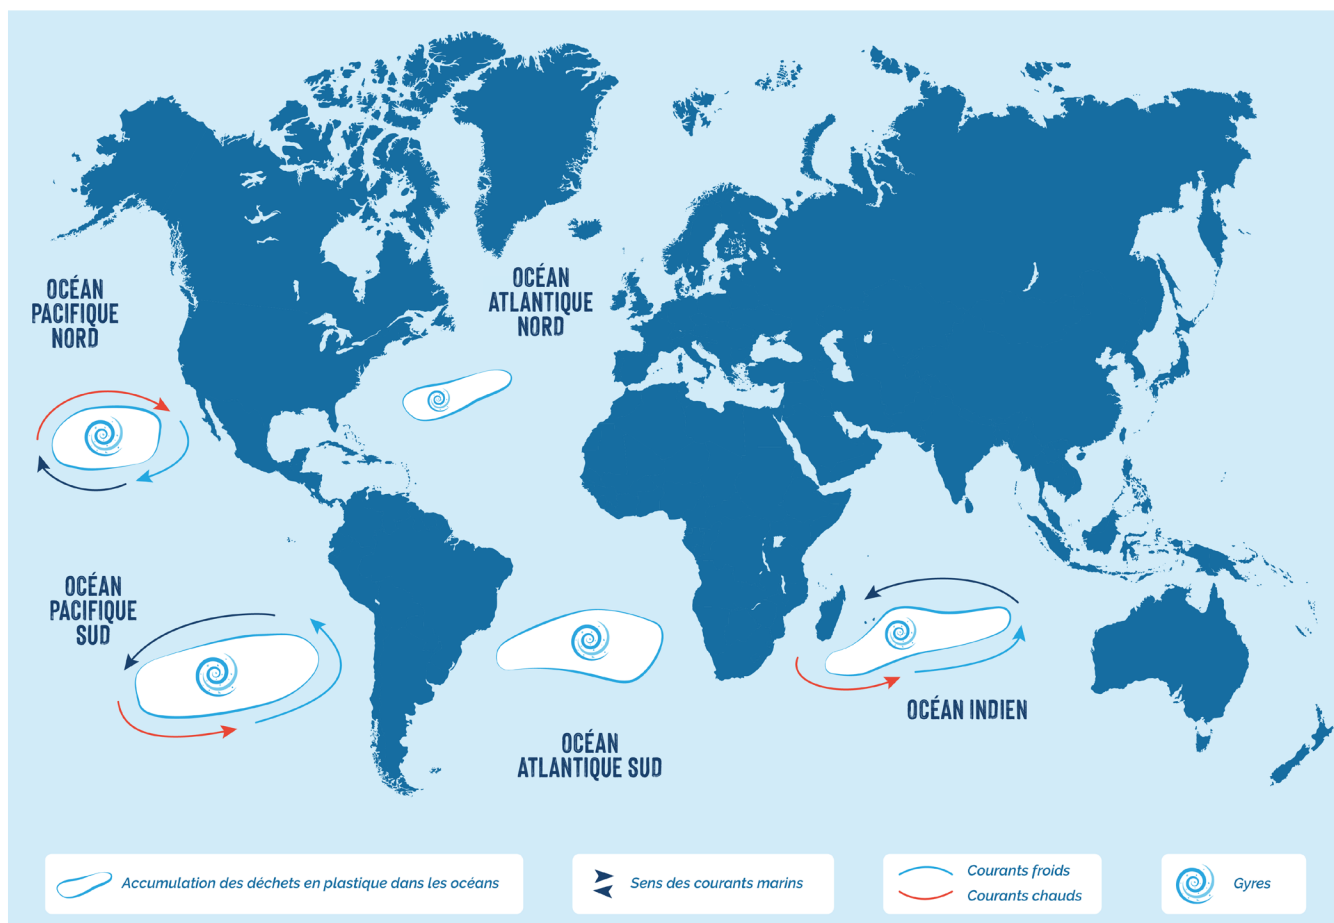 OCÉAN
PACIFIQUE
NORD
OCÉAN
ATLANTIQUE
NORD
OCÉAN
PACIFIQUE
SUD
OCÉAN INDIEN
OCÉAN
ATLANTIQUE SUD
Accumulation des déchets en plastique dans les océans
Sens des courants marins
Courants froids
Courants chauds
Gyres